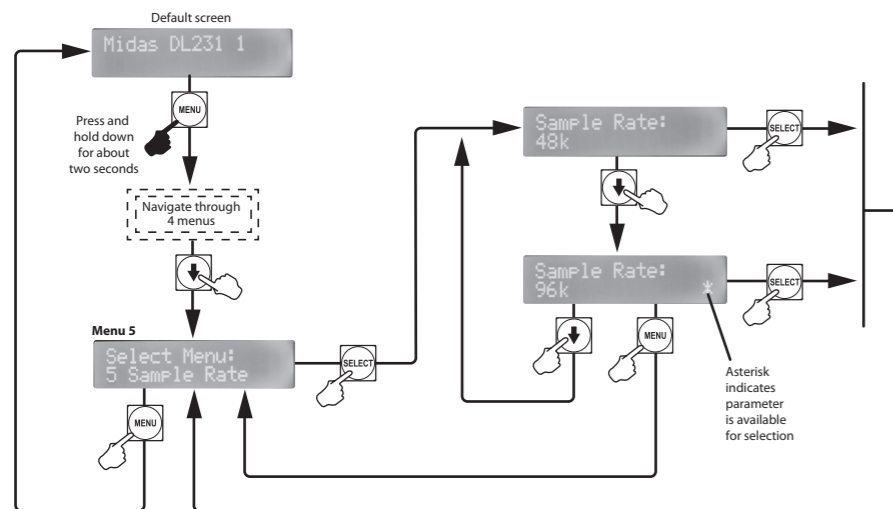 Default screen
Midas DL231 1
MENU
Press and
hold down
for about
two seconds
Navigate through
4 menus
Menu 5
Select Menu:
5 Sample Rate
SELECT
MENU
Sample Rate:
48k
SELECT
Sample Rate:
96k *
SELECT
MENU
Asterisk
indicates
parameter
is available
for selection